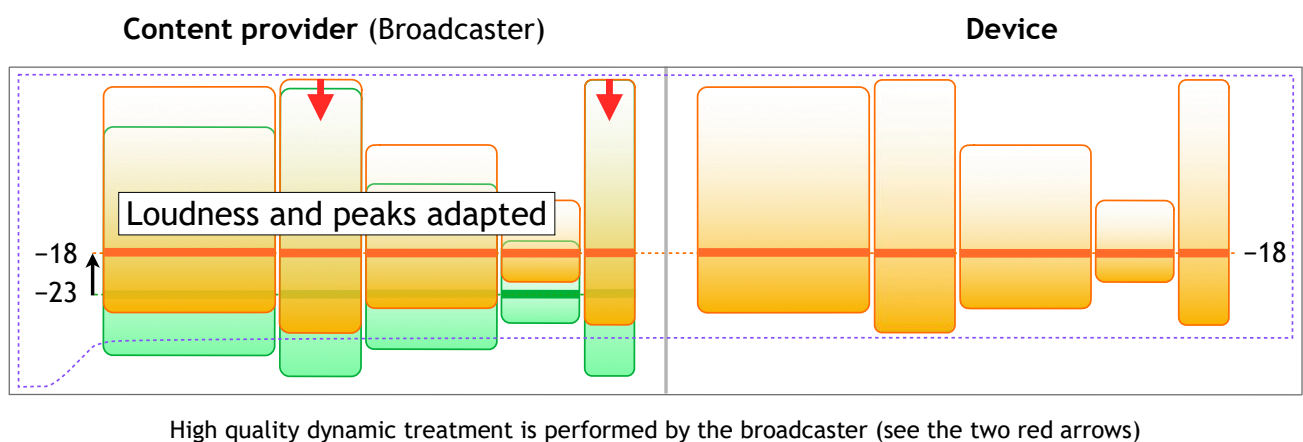 Content provider (Broadcaster)
Device
Loudness and peaks adapted
−18
−23
−18
High quality dynamic treatment is performed by the broadcaster (see the two red arrows)